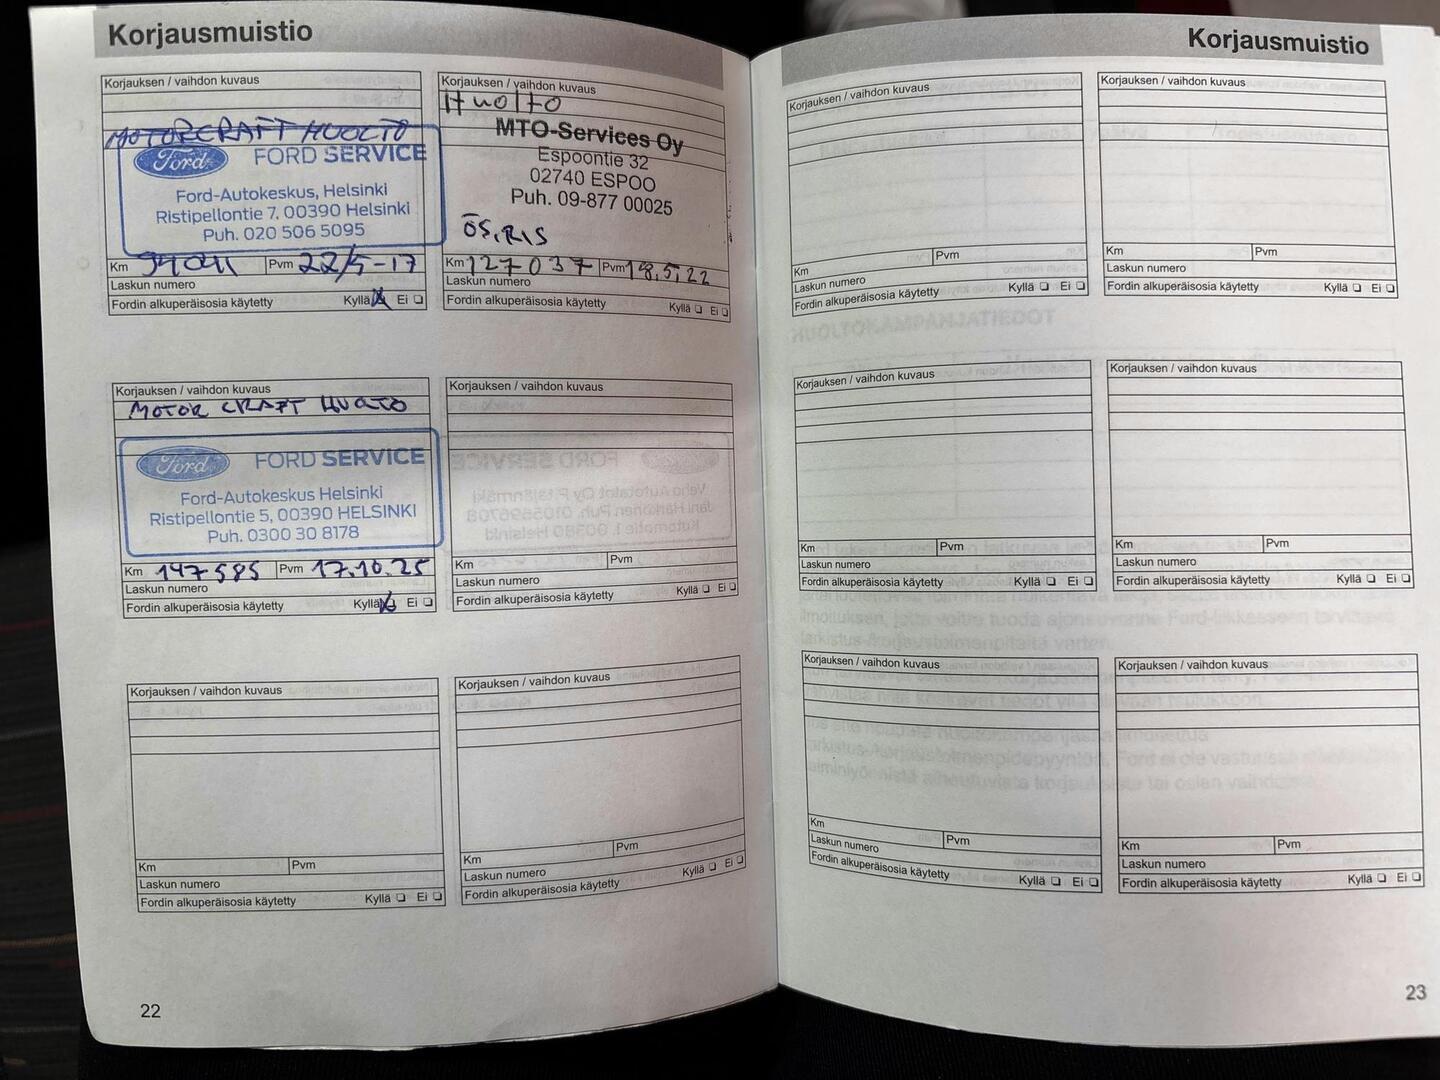 Korjausmuistio
Korjauksen / vaihdon kuvaus
MOTORCRAFT HUOLTO
Ford
FORD SERVICE
Ford-Autokeskus, Helsinki
Ristipellontie 7, 00390 Helsinki
Puh. 020 506 5095
Km
Pvm 22/5-17
Laskun numero
Fordin alkuperäisosia käytetty Kyllä Ei
Korjauksen / vaihdon kuvaus
Huolto
MTO-Services Oy
Espoontie 32
02740 ESPOO
Puh. 09-877 00025
ÖS, RIS
Km 127037 Pvm 18,5,22
Laskun numero
Fordin alkuperäisosia käytetty Kyllä Ei
Korjauksen / vaihdon kuvaus
MOTOR CRAFT HUOLTO
Ford
FORD SERVICE
Ford-Autokeskus Helsinki
Ristipellontie 5, 00390 HELSINKI
Puh. 0300 30 8178
Km 147585 Pvm 17.10.25
Laskun numero
Fordin alkuperäisosia käytetty Kyllä Ei
Korjauksen / vaihdon kuvaus
Km Pvm
Laskun numero
Fordin alkuperäisosia käytetty Kyllä Ei
Korjauksen / vaihdon kuvaus
Km Pvm
Laskun numero
Fordin alkuperäisosia käytetty Kyllä Ei
Korjauksen / vaihdon kuvaus
Km Pvm
Laskun numero
Fordin alkuperäisosia käytetty Kyllä Ei
22
Korjausmuistio
Korjauksen / vaihdon kuvaus
Km Pvm
Laskun numero
Fordin alkuperäisosia käytetty Kyllä Ei
Korjauksen / vaihdon kuvaus
Km Pvm
Laskun numero
Fordin alkuperäisosia käytetty Kyllä Ei
Korjauksen / vaihdon kuvaus
Km Pvm
Laskun numero
Fordin alkuperäisosia käytetty Kyllä Ei
Korjauksen / vaihdon kuvaus
Km Pvm
Laskun numero
Fordin alkuperäisosia käytetty Kyllä Ei
Korjauksen / vaihdon kuvaus
Km Pvm
Laskun numero
Fordin alkuperäisosia käytetty Kyllä Ei
Korjauksen / vaihdon kuvaus
Km Pvm
Laskun numero
Fordin alkuperäisosia käytetty Kyllä Ei
23